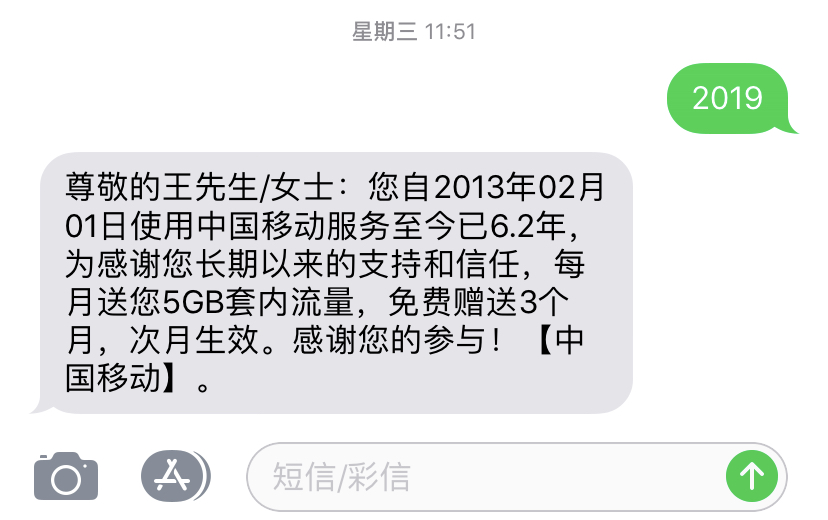 星期三 11:51
2019
尊敬的王先生/女士：您自2013年02月
01日使用中国移动服务至今已6.2年，
为感谢您长期以来的支持和信任，每
月送您5GB套内流量，免费赠送3个
月，次月生效。感谢您的参与！【中
国移动】。
短信/彩信